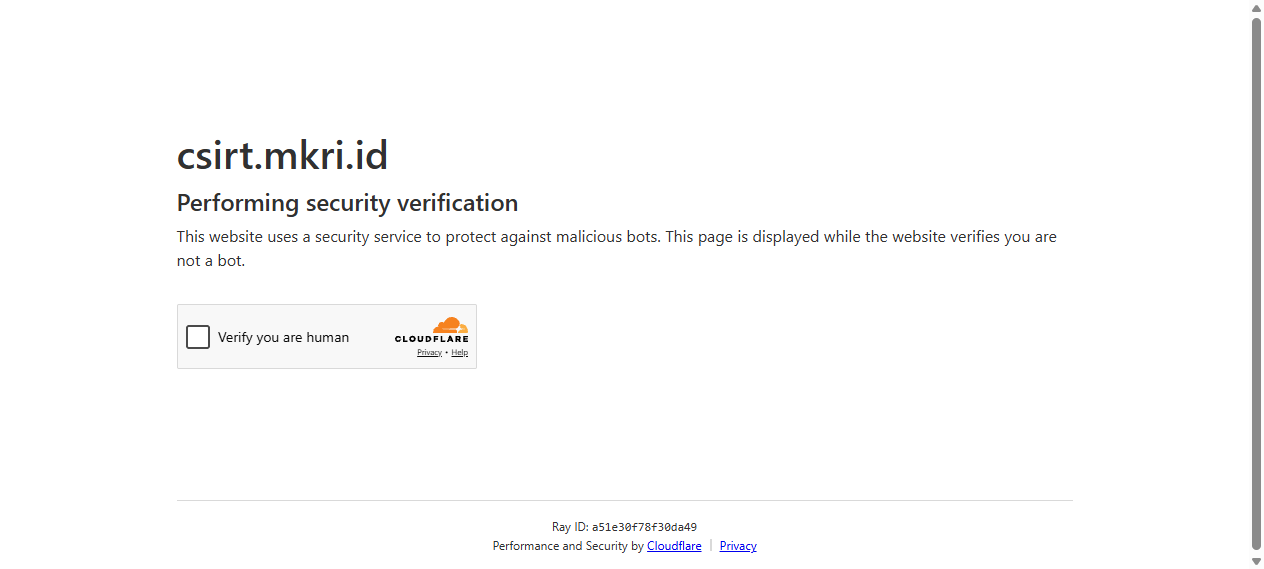 csirt.mkri.id
Performing security verification
This website uses a security service to protect against malicious bots. This page is displayed while the website verifies you are
not a bot.
Verify you are human
CLOUDFLARE
Privacy • Help
Ray ID: a51e30f78f30da49
Performance and Security by Cloudflare | Privacy